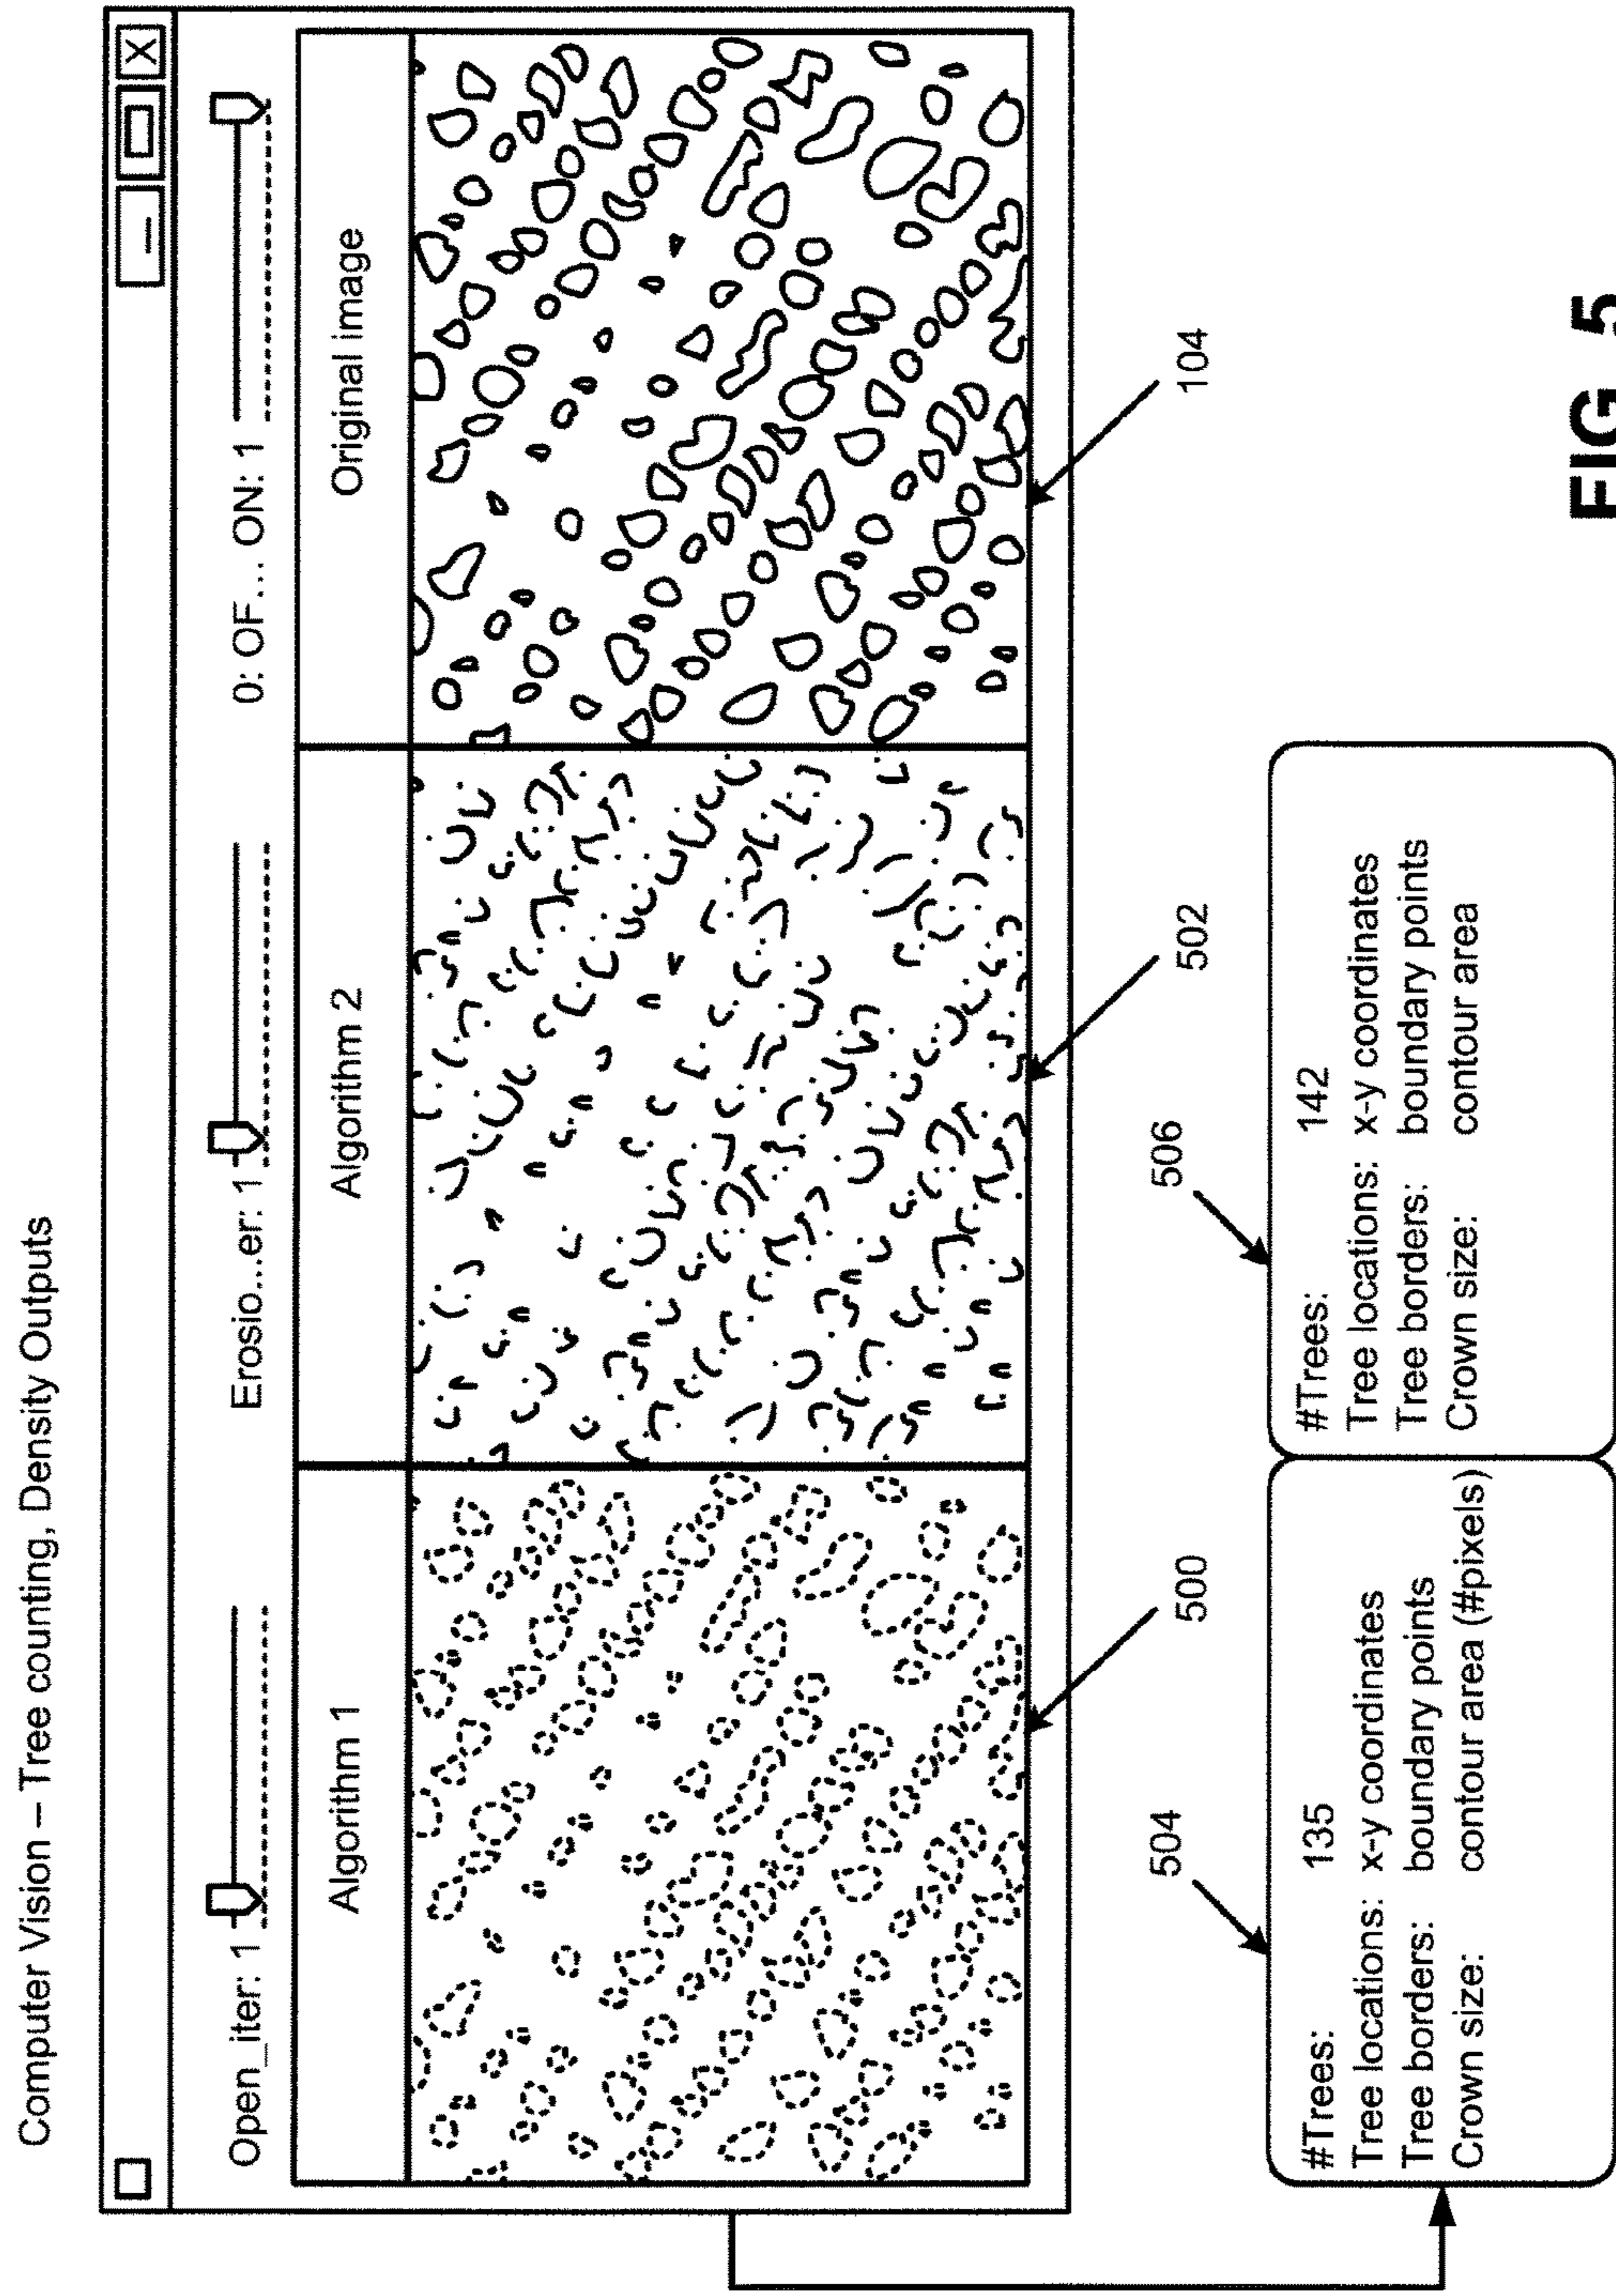 Computer Vision – Tree counting, Density Outputs
X
Open_iter: 1
Erosio...er: 1
0: OF... ON: 1
Algorithm 1
Algorithm 2
Original image
500
502
104
504
506
#Trees: 135
Tree locations: x-y coordinates
Tree borders: boundary points
Crown size: contour area (#pixels)
#Trees: 142
Tree locations: x-y coordinates
Tree borders: boundary points
Crown size: contour area
FIG. 5